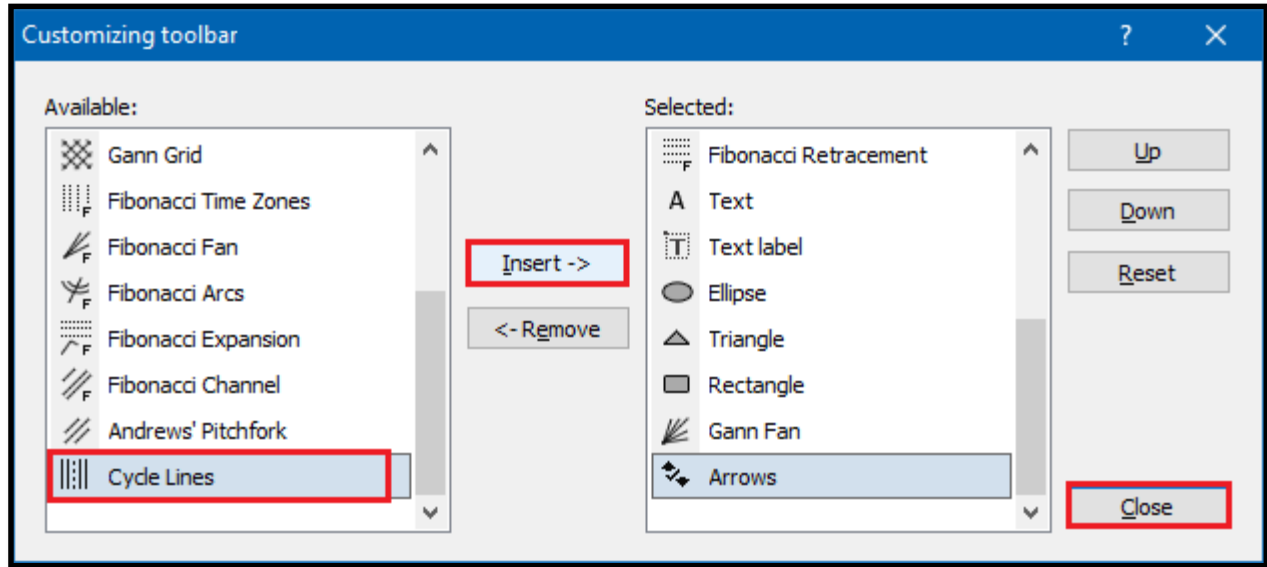 Customizing toolbar
?
Available:
Selected:
Gann Grid
Fibonacci Time Zones
Fibonacci Fan
Fibonacci Arcs
Fibonacci Expansion
Fibonacci Channel
Andrews' Pitchfork
Cycle Lines
Insert ->
<- Remove
Fibonacci Retracement
A Text
T Text label
Ellipse
Triangle
Rectangle
Gann Fan
Arrows
Up
Down
Reset
Close